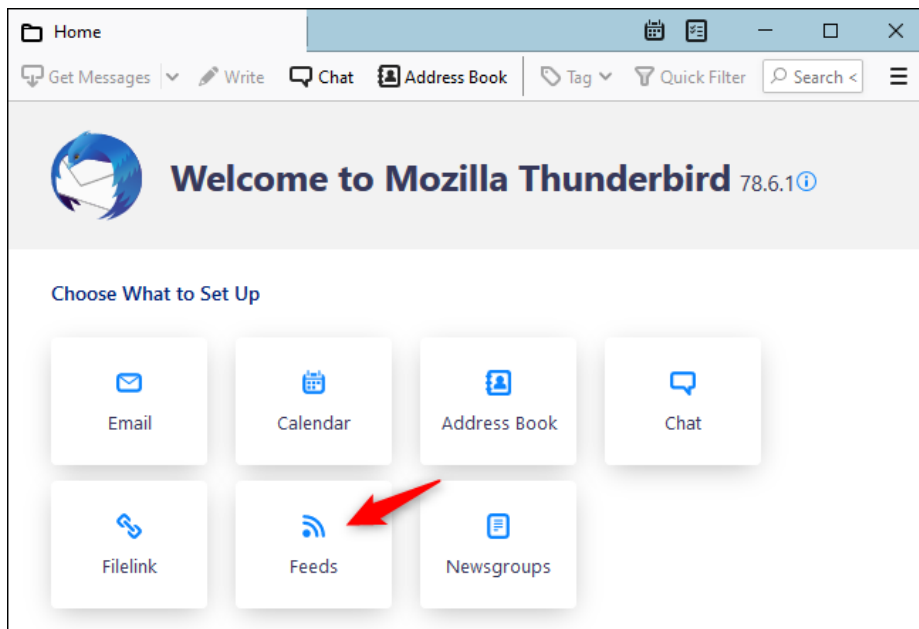 Home
Get Messages Write Chat Address Book Tag Quick Filter Search <
Welcome to Mozilla Thunderbird 78.6.1
Choose What to Set Up
Email Calendar Address Book Chat
Filelink Feeds Newsgroups